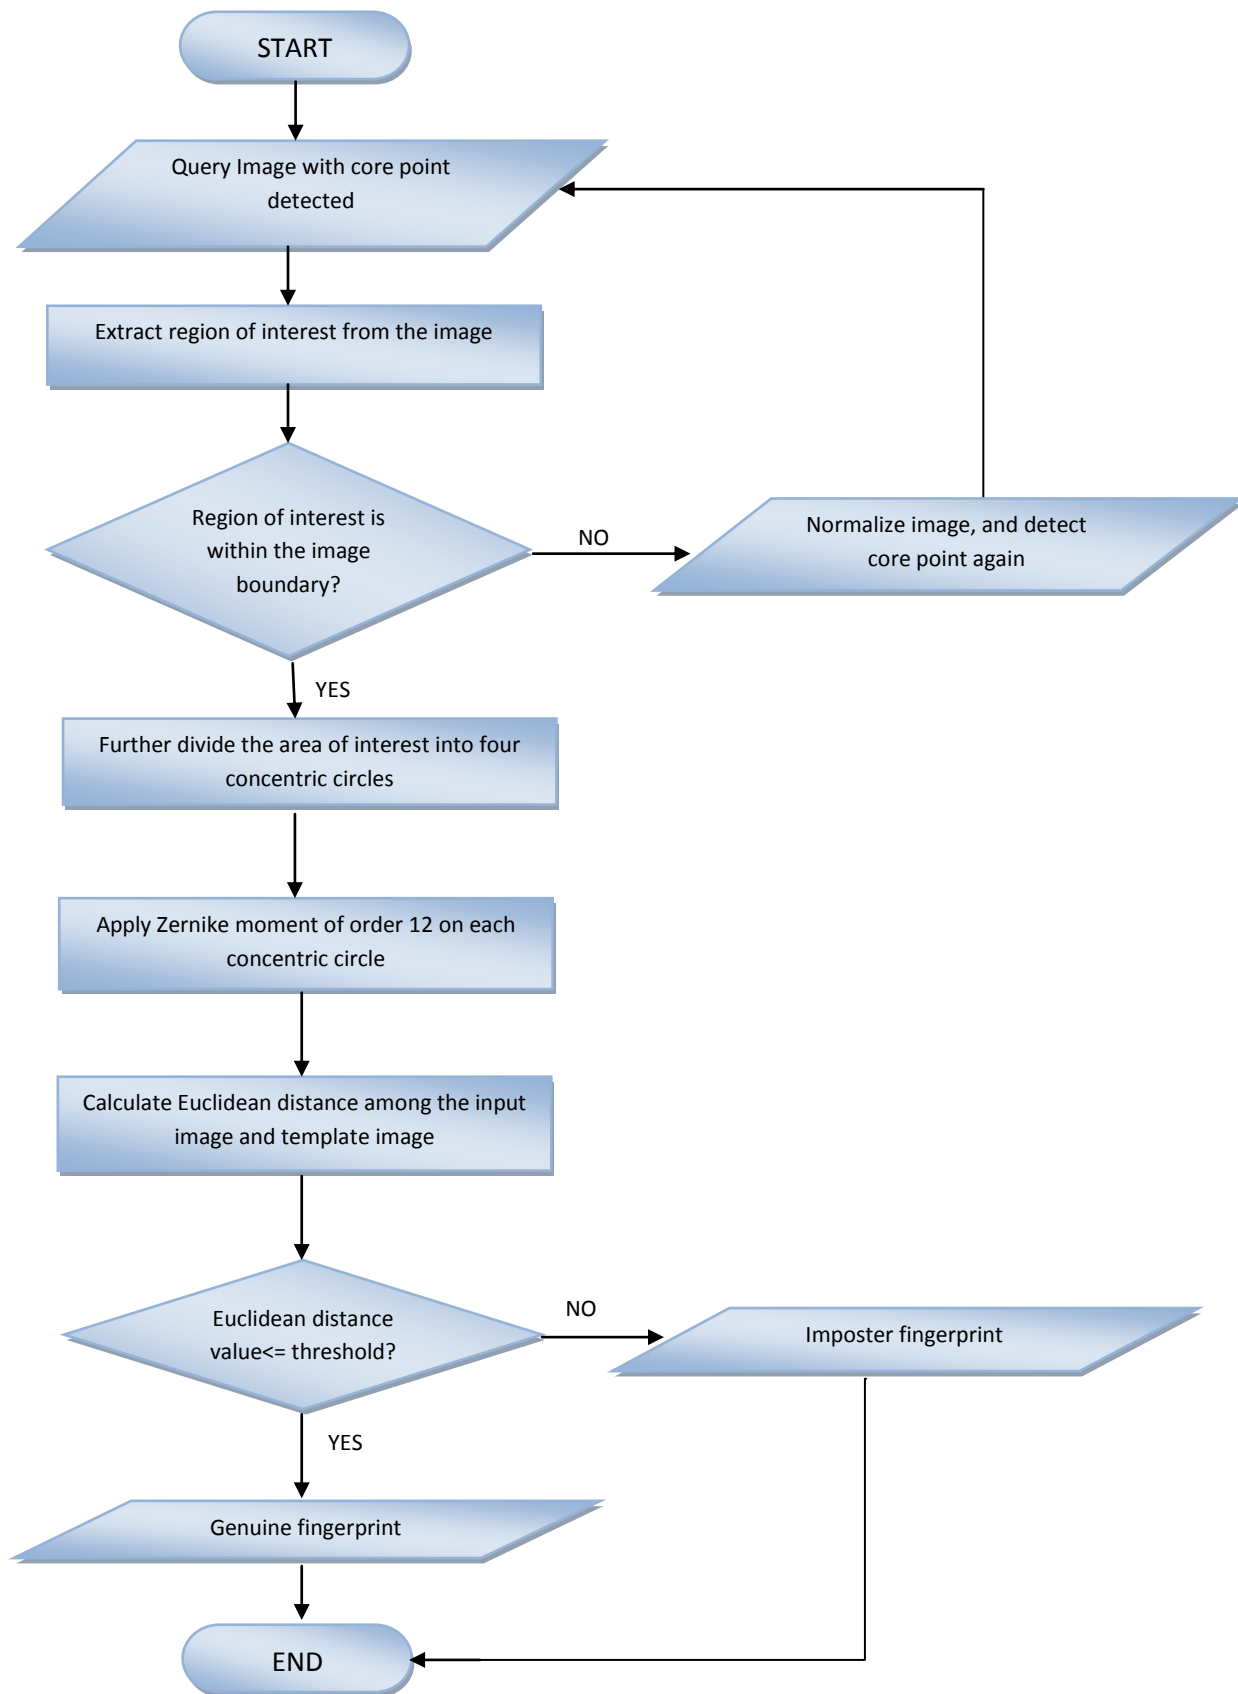 START
Query Image with core point
detected
Extract region of interest from the image
Region of interest is
within the image
boundary?
NO
Normalize image, and detect
core point again
YES
Further divide the area of interest into four
concentric circles
Apply Zernike moment of order 12 on each
concentric circle
Calculate Euclidean distance among the input
image and template image
Euclidean distance
value<= threshold?
NO
Imposter fingerprint
YES
Genuine fingerprint
END